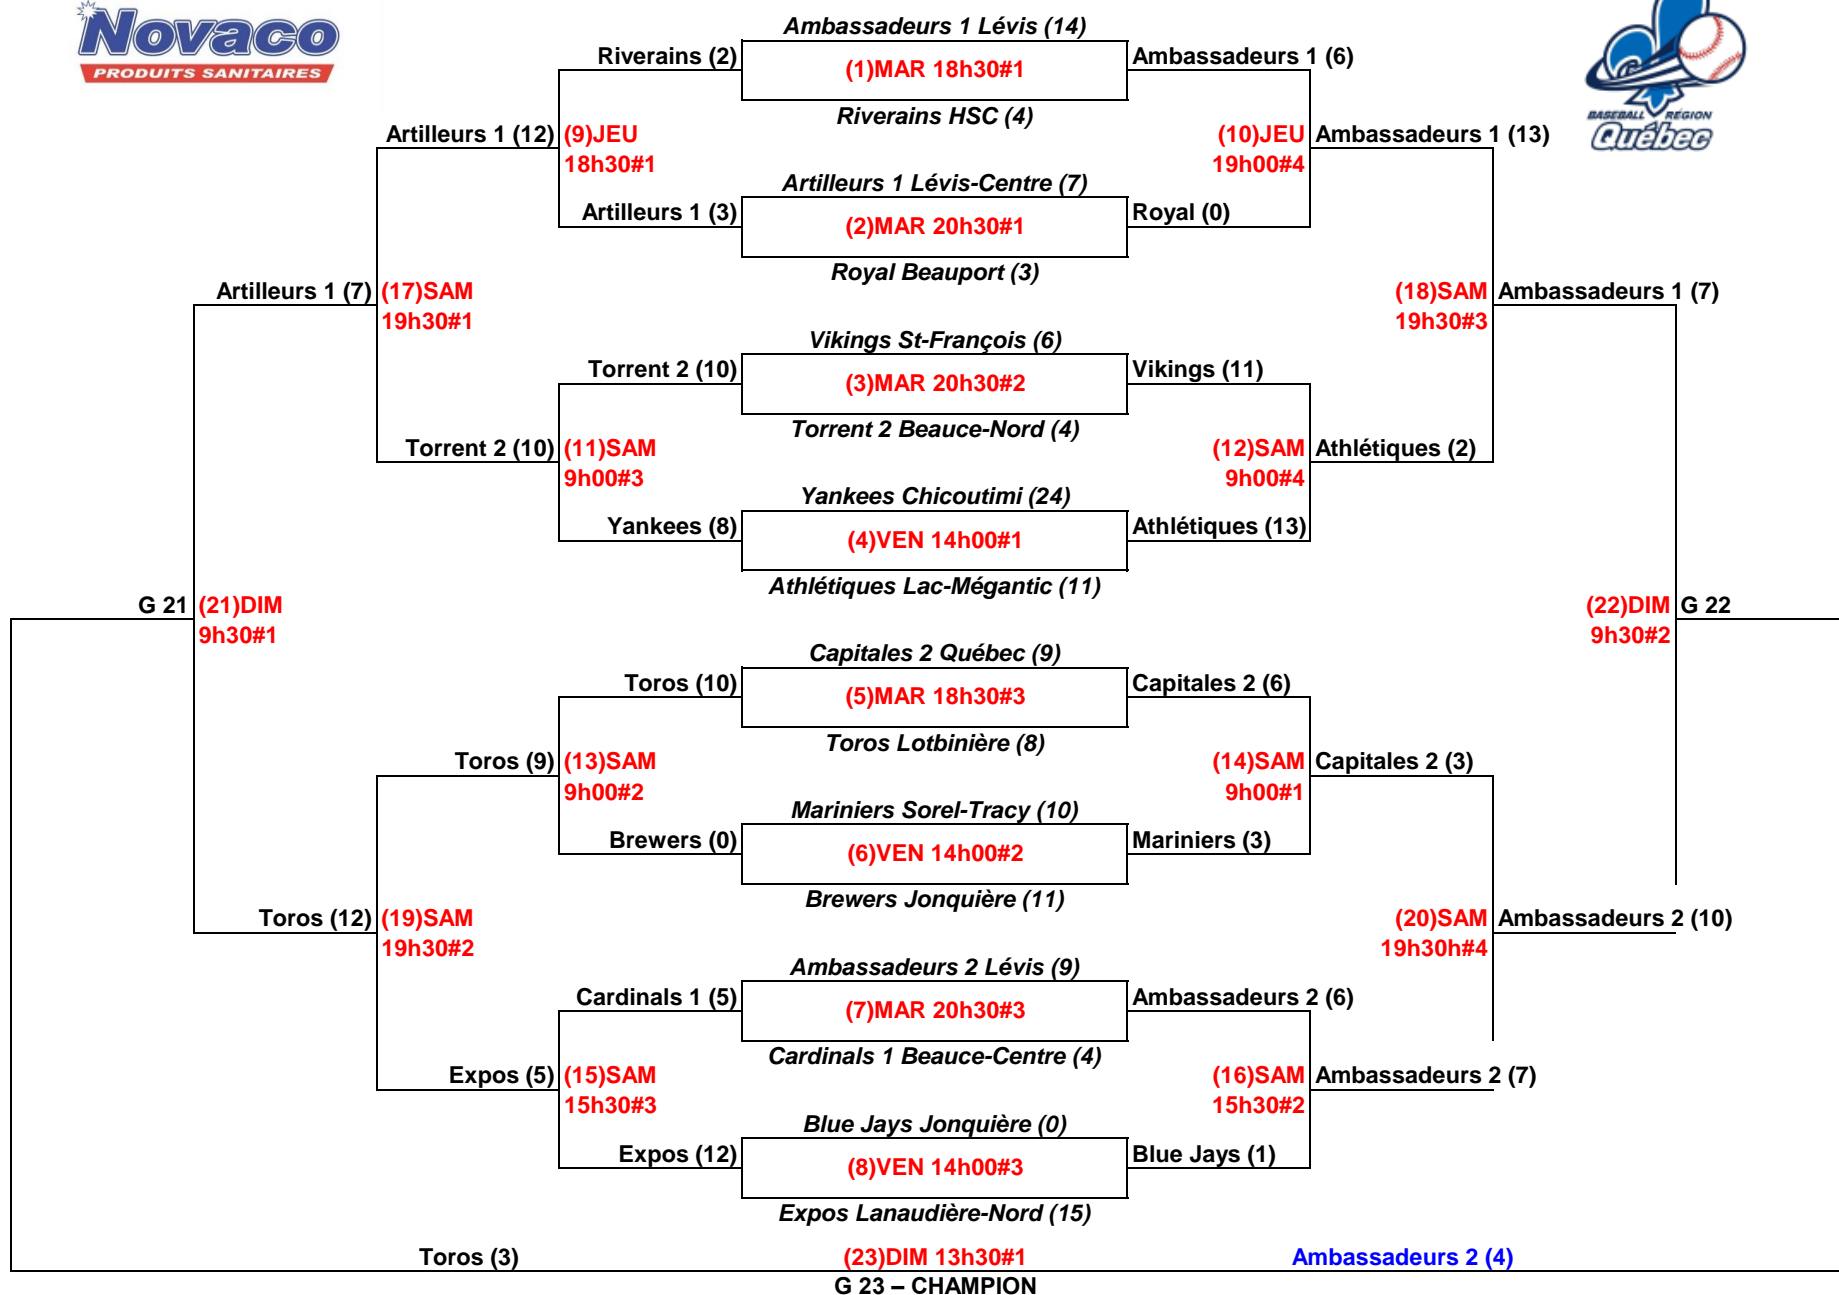 Novaco
PRODUITS SANITAIRES
BASEBALL RÉGION
Québec
Ambassadeurs 1 Lévis (14)
Riverains (2)
(1)MAR 18h30#1
Ambassadeurs 1 (6)
Riverains HSC (4)
Artilleurs 1 (12)
(9)JEU
18h30#1
(10)JEU
19h00#4
Ambassadeurs 1 (13)
Artilleurs 1 Lévis-Centre (7)
Artilleurs 1 (3)
(2)MAR 20h30#1
Royal (0)
Royal Beauport (3)
Artilleurs 1 (7)
(17)SAM
19h30#1
(18)SAM
19h30#3
Ambassadeurs 1 (7)
Vikings St-François (6)
Torrent 2 (10)
(3)MAR 20h30#2
Vikings (11)
Torrent 2 Beauce-Nord (4)
Torrent 2 (10)
(11)SAM
9h00#3
(12)SAM
9h00#4
Athlétiques (2)
Yankees Chicoutimi (24)
Yankees (8)
(4)VEN 14h00#1
Athlétiques (13)
Athlétiques Lac-Mégantic (11)
G 21
(21)DIM
9h30#1
(22)DIM
9h30#2
G 22
Capitales 2 Québec (9)
Toros (10)
(5)MAR 18h30#3
Capitales 2 (6)
Toros Lotbinière (8)
Toros (9)
(13)SAM
9h00#2
(14)SAM
9h00#1
Capitales 2 (3)
Mariniers Sorel-Tracy (10)
Brewers (0)
(6)VEN 14h00#2
Mariniers (3)
Brewers Jonquière (11)
Toros (12)
(19)SAM
19h30#2
(20)SAM
19h30h#4
Ambassadeurs 2 (10)
Ambassadeurs 2 Lévis (9)
Cardinals 1 (5)
(7)MAR 20h30#3
Ambassadeurs 2 (6)
Cardinals 1 Beauce-Centre (4)
Expos (5)
(15)SAM
15h30#3
(16)SAM
15h30#2
Ambassadeurs 2 (7)
Blue Jays Jonquière (0)
Expos (12)
(8)VEN 14h00#3
Blue Jays (1)
Expos Lanaudière-Nord (15)
Toros (3)
(23)DIM 13h30#1
Ambassadeurs 2 (4)
G 23 – CHAMPION